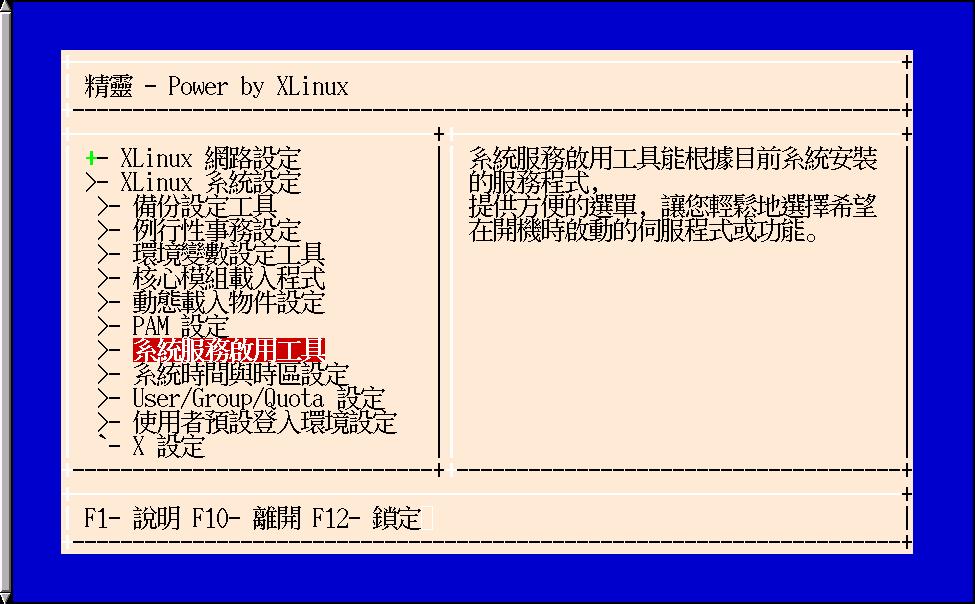 精靈 - Power by XLinux
+- XLinux 網路設定
>- XLinux 系統設定
>- 備份設定工具
>- 例行性事務設定
>- 環境變數設定工具
>- 核心模組載入程式
>- 動態載入物件設定
>- PAM 設定
>- 系統服務啟用工具
>- 系統時間與時區設定
>- User/Group/Quota 設定
>- 使用者預設登入環境設定
`- X 設定
系統服務啟用工具能根據目前系統安裝
的服務程式，
提供方便的選單，讓您輕鬆地選擇希望
在開機時啟動的伺服程式或功能。
F1- 說明 F10- 離開 F12- 鎖定